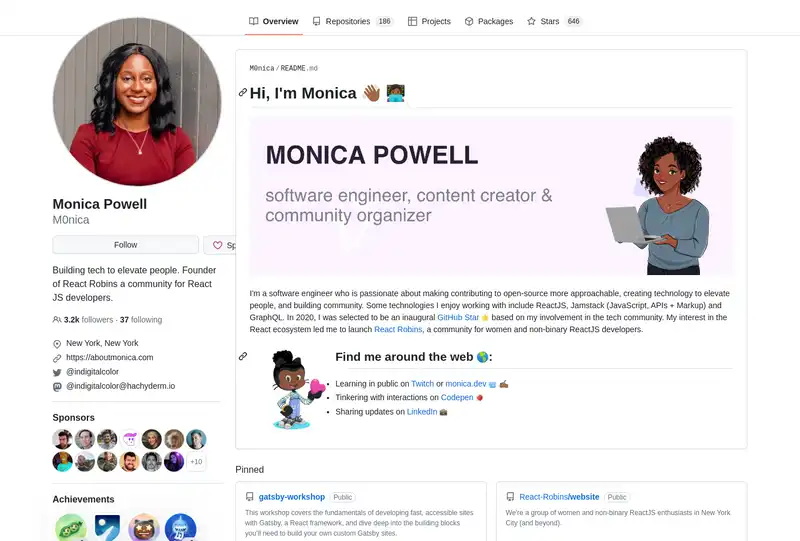 Overview
Repositories 186
Projects
Packages
Stars 646
Monica Powell
M0nica
Follow
Building tech to elevate people. Founder
of React Robins a community for React
JS developers.
3.2k followers · 37 following
New York, New York
https://aboutmonica.com
@indigitalcolor
@indigitalcolor@hachyderm.io
Sponsors
+10
Achievements
M0nica / README.md
Hi, I'm Monica 👋🏾 👩🏾‍💻
MONICA POWELL
software engineer, content creator &
community organizer
I'm a software engineer who is passionate about making contributing to open-source more approachable, creating technology to elevate
people, and building community. Some technologies I enjoy working with include ReactJS, Jamstack (JavaScript, APIs + Markup) and
GraphQL. In 2020, I was selected to be an inaugural GitHub Star ⭐ based on my involvement in the tech community. My interest in the
React ecosystem led me to launch React Robins, a community for women and non-binary ReactJS developers.
Find me around the web 🌎:
• Learning in public on Twitch or monica.dev
• Tinkering with interactions on Codepen
• Sharing updates on LinkedIn
Pinned
gatsby-workshop Public
This workshop covers the fundamentals of developing fast, accessible sites
with Gatsby, a React framework, and dive deep into the building blocks
you'll need to build your own custom Gatsby sites.
React-Robins/website Public
We're a group of women and non-binary ReactJS enthusiasts in New York
City (and beyond).